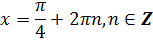 x = π/4 + 2πn, n ∈ Z